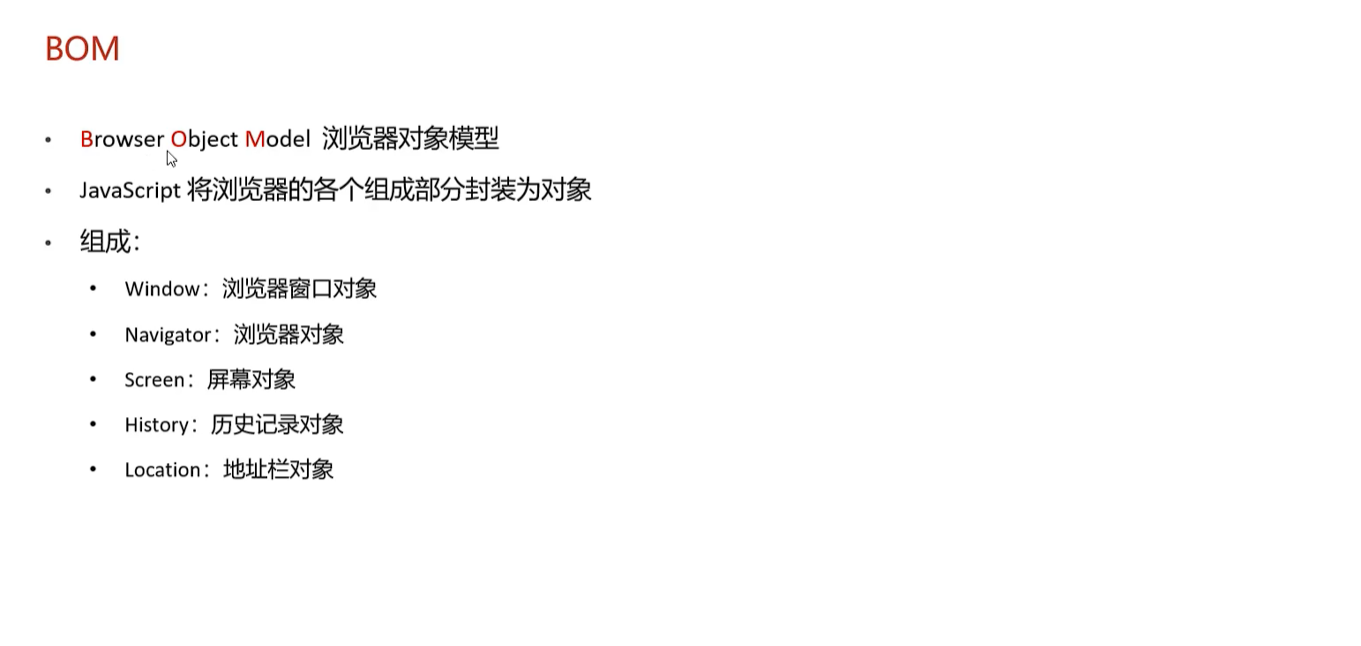 BOM
• Browser Object Model 浏览器对象模型
• JavaScript 将浏览器的各个组成部分封装为对象
• 组成：
• Window：浏览器窗口对象
• Navigator：浏览器对象
• Screen：屏幕对象
• History：历史记录对象
• Location：地址栏对象